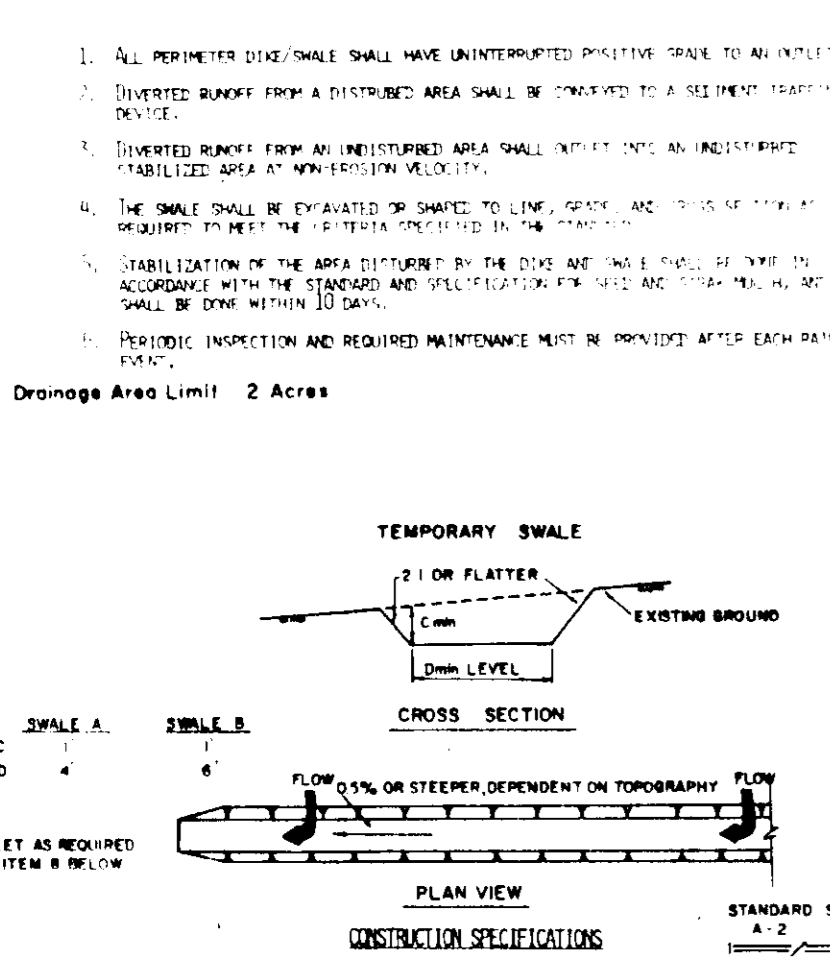 1. ALL PERIMETER DIKE/SWALE SHALL HAVE UNINTERRUPTED POSITIVE GRADE TO AN OUTLET
2. DIVERTED RUNOFF FROM A DISTRUBED AREA SHALL BE CONVEYED TO A SEDIMENT
DEVICE.
3. DIVERTED RUNOFF FROM AN UNDISTURBED AREA SHALL OUTLET INTO AN UNDISTURBED
STABILIZED AREA AT NON-EROSION VELOCITY.
4. THE SWALE SHALL BE EXCAVATED OR SHAPED TO LINE, GRADE, AND CROSS SECTION AS
REQUIRED TO MEET THE CRITERIA SPECIFIED IN THE STANDARD
5. STABILIZATION OF THE AREA DISTURBED BY THE DIKE AND SWALE SHALL BE DONE IN
ACCORDANCE WITH THE STANDARD AND SPECIFICATION FOR SEED AND STRAW MULCH, AND
SHALL BE DONE WITHIN 10 DAYS.
6. PERIODIC INSPECTION AND REQUIRED MAINTENANCE MUST BE PROVIDED AFTER EACH
EVENT.
Drainage Area Limit 2 Acres
TEMPORARY SWALE
2 1 OR FLATTER
C min
EXISTING GROUND
Dmin LEVEL
CROSS SECTION
SWALE A SWALE B
C 1' 1'
D 4' 6'
FLOW 0.5% OR STEEPER, DEPENDENT ON TOPOGRAPHY FLOW
LET AS REQUIRED
ITEM 8 BELOW
PLAN VIEW
STANDARD S
A-2
CONSTRUCTION SPECIFICATIONS